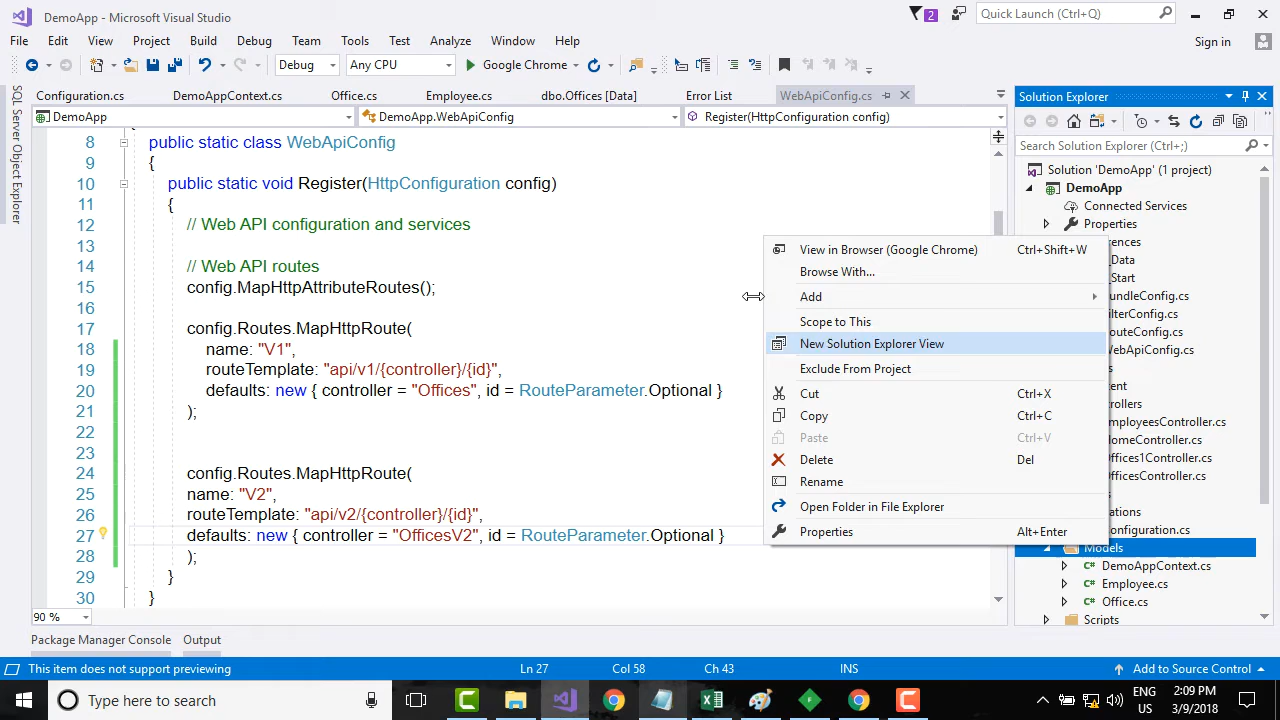 DemoApp - Microsoft Visual Studio
2
Quick Launch (Ctrl+Q)
File Edit View Project Build Debug Team Tools Test Analyze Window Help
Sign in
Debug Any CPU Google Chrome
SQL Server Object Explorer
Configuration.cs DemoAppContext.cs Office.cs Employee.cs dbo.Offices [Data] Error List WebApiConfig.cs
DemoApp DemoApp.WebApiConfig Register(HttpConfiguration config)
8 public static class WebApiConfig
9 {
10 public static void Register(HttpConfiguration config)
11 {
12 // Web API configuration and services
13
14 // Web API routes
15 config.MapHttpAttributeRoutes();
16
17 config.Routes.MapHttpRoute(
18 name: "V1",
19 routeTemplate: "api/v1/{controller}/{id}",
20 defaults: new { controller = "Offices", id = RouteParameter.Optional }
21 );
22
23
24 config.Routes.MapHttpRoute(
25 name: "V2",
26 routeTemplate: "api/v2/{controller}/{id}",
27 defaults: new { controller = "OfficesV2", id = RouteParameter.Optional }
28 );
29 }
30 }
90 %
View in Browser (Google Chrome) Ctrl+Shift+W
Browse With...
Add
Scope to This
New Solution Explorer View
Exclude From Project
Cut Ctrl+X
Copy Ctrl+C
Paste Ctrl+V
Delete Del
Rename
Open Folder in File Explorer
Properties Alt+Enter
Solution Explorer
Search Solution Explorer (Ctrl+;)
Solution 'DemoApp' (1 project)
DemoApp
Connected Services
Properties
erences
_Data
_Start
undleConfig.cs
ilterConfig.cs
outeConfig.cs
WebApiConfig.cs
ent
ollers
mployeesController.cs
omeController.cs
ffices1Controller.cs
fficesController.cs
s
ations
onfiguration.cs
Models
C# DemoAppContext.cs
C# Employee.cs
C# Office.cs
Scripts
Package Manager Console Output
This item does not support previewing Ln 27 Col 58 Ch 43 INS Add to Source Control
Type here to search
ENG
US
2:09 PM
3/9/2018